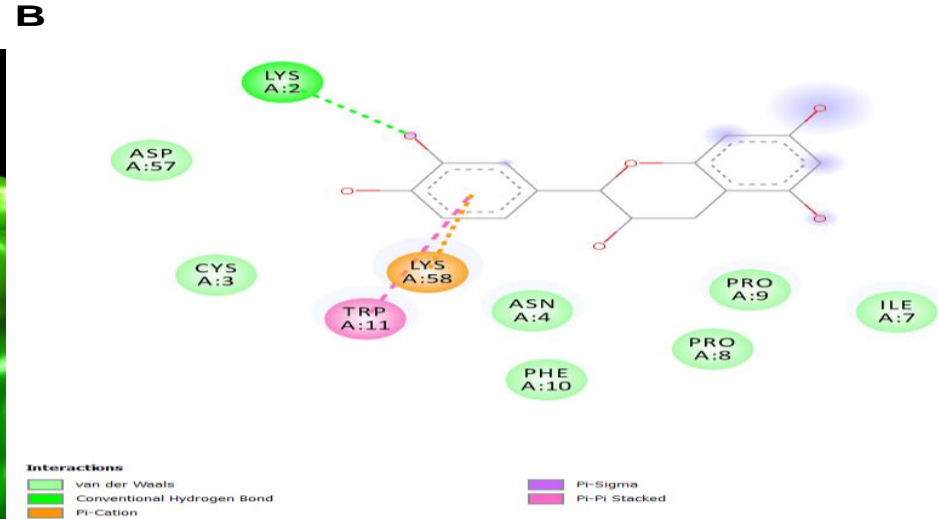 B
LYS
A:2
ASP
A:57
CYS
A:3
LYS
A:58
TRP
A:11
ASN
A:4
PHE
A:10
PRO
A:9
PRO
A:8
ILE
A:7
Interactions
van der Waals
Conventional Hydrogen Bond
Pi-Cation
Pi-Sigma
Pi-Pi Stacked